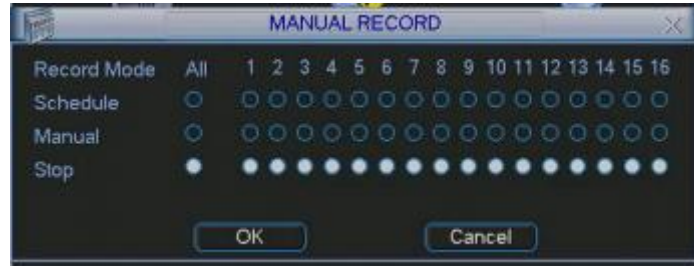 MANUAL RECORD
Record Mode All 1 2 3 4 5 6 7 8 9 10 11 12 13 14 15 16
Schedule
Manual
Stop
OK Cancel